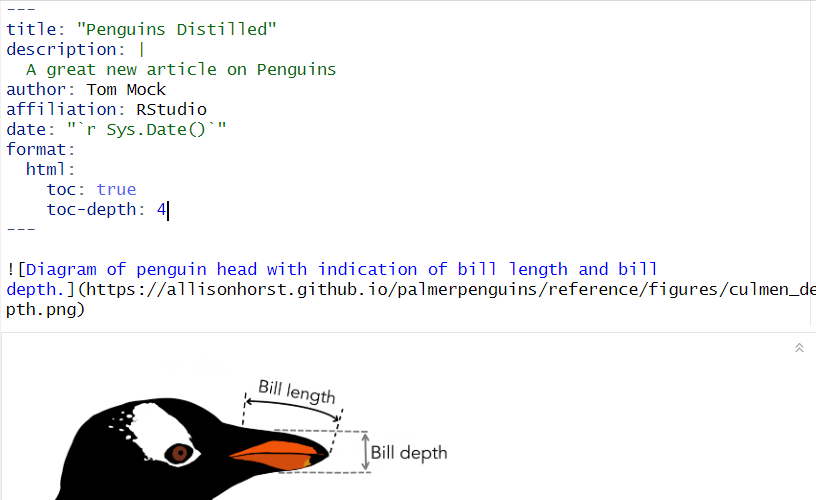 ---
title: "Penguins Distilled"
description: |
  A great new article on Penguins
author: Tom Mock
affiliation: RStudio
date: "`r Sys.Date()`"
format:
  html:
    toc: true
    toc-depth: 4
---
![Diagram of penguin head with indication of bill length and bill
depth.](https://allisonhorst.github.io/palmerpenguins/reference/figures/culmen_de
pth.png)
Bill length
Bill depth